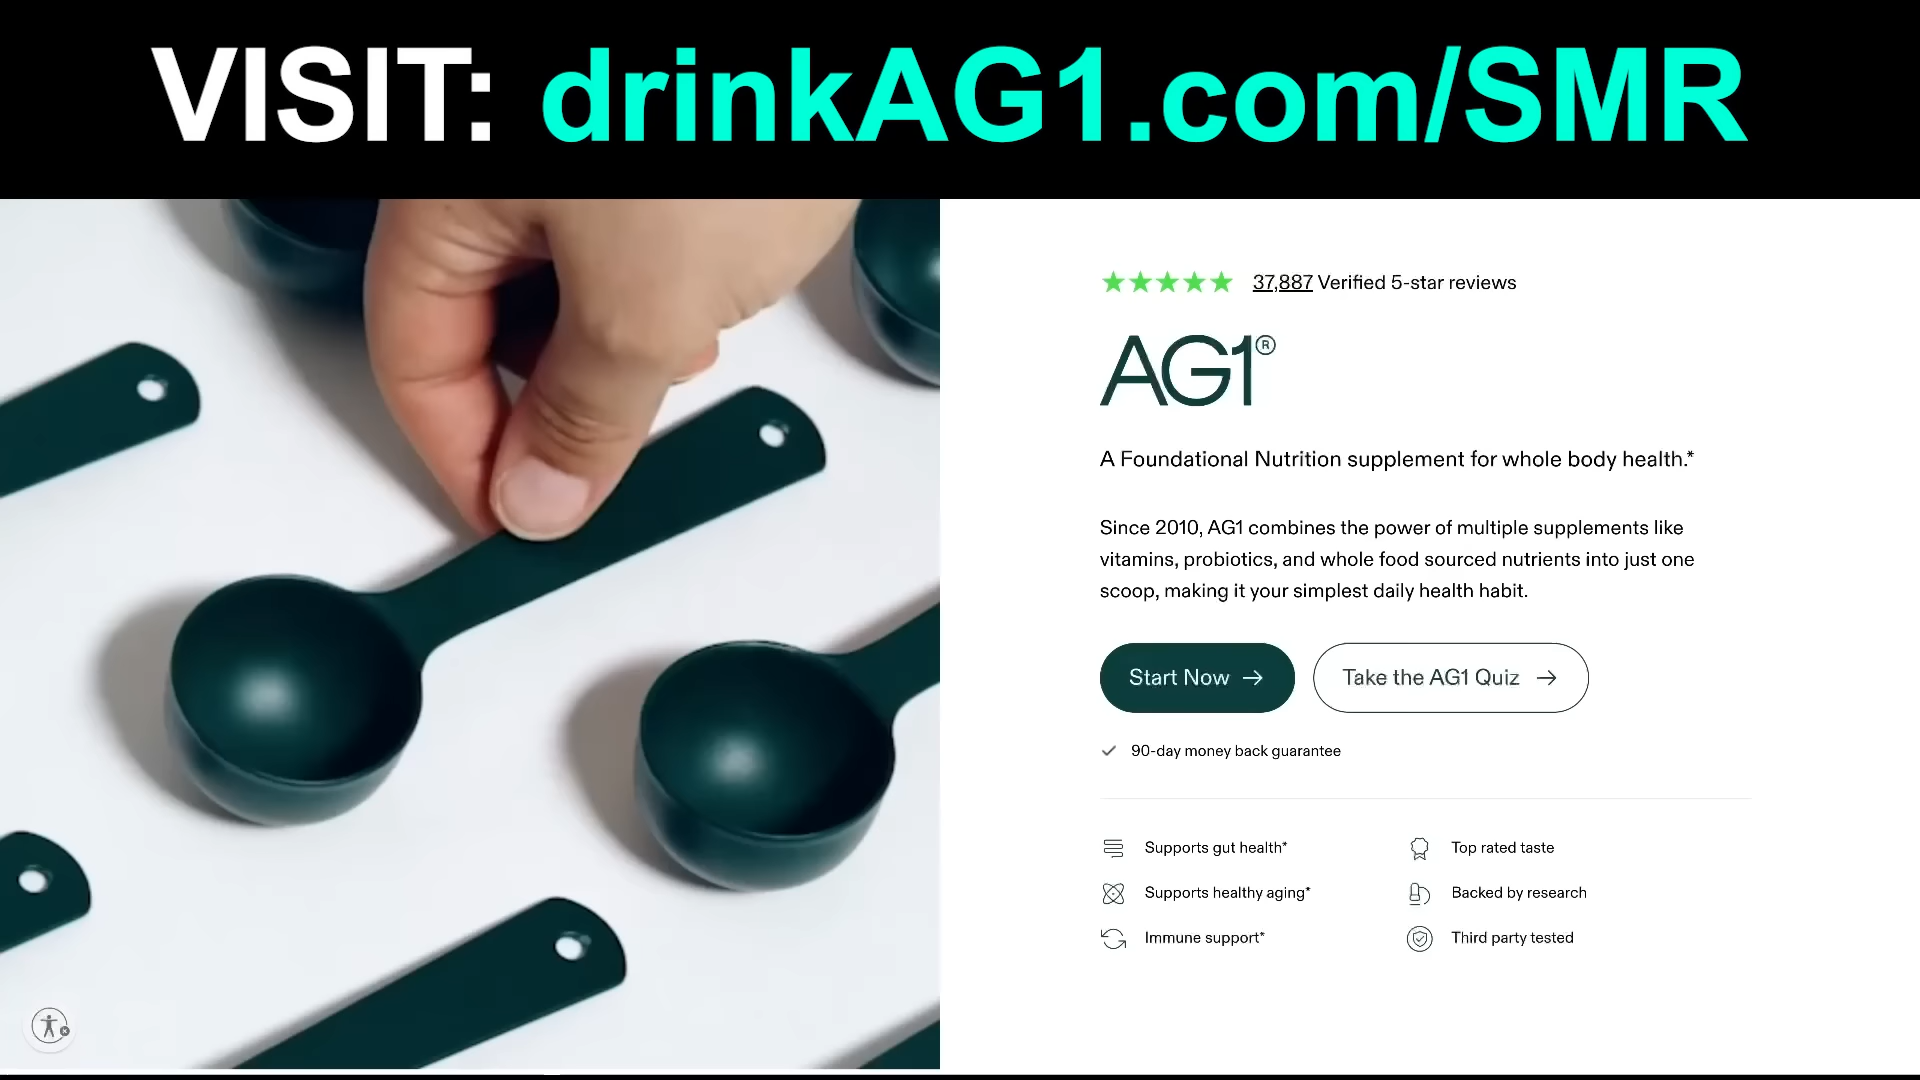 VISIT: drinkAG1.com/SMR
37,887 Verified 5-star reviews
AG1®
A Foundational Nutrition supplement for whole body health.*
Since 2010, AG1 combines the power of multiple supplements like
vitamins, probiotics, and whole food sourced nutrients into just one
scoop, making it your simplest daily health habit.
Start Now → Take the AG1 Quiz →
90-day money back guarantee
Supports gut health* Top rated taste
Supports healthy aging* Backed by research
Immune support* Third party tested